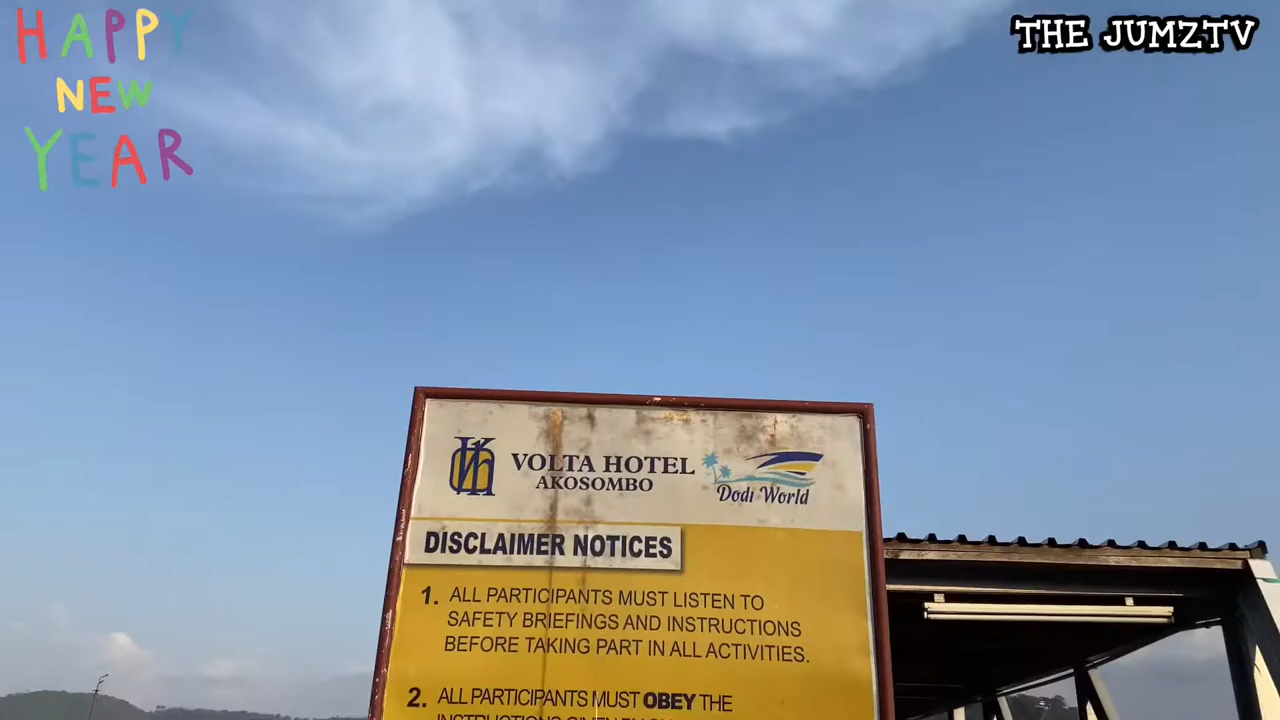 HAPPY
NEW
YEAR
THE JUMZTV
VOLTA HOTEL
AKOSOMBO
Dodi World
DISCLAIMER NOTICES
1. ALL PARTICIPANTS MUST LISTEN TO
SAFETY BRIEFINGS AND INSTRUCTIONS
BEFORE TAKING PART IN ALL ACTIVITIES.
2. ALL PARTICIPANTS MUST OBEY THE
INSTRUCTIONS